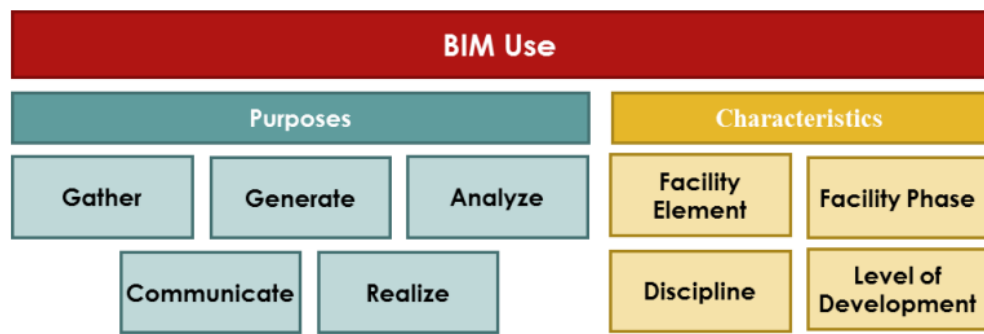 BIM Use
Purposes
Characteristics
Gather
Generate
Analyze
Facility
Element
Facility Phase
Communicate
Realize
Discipline
Level of
Development